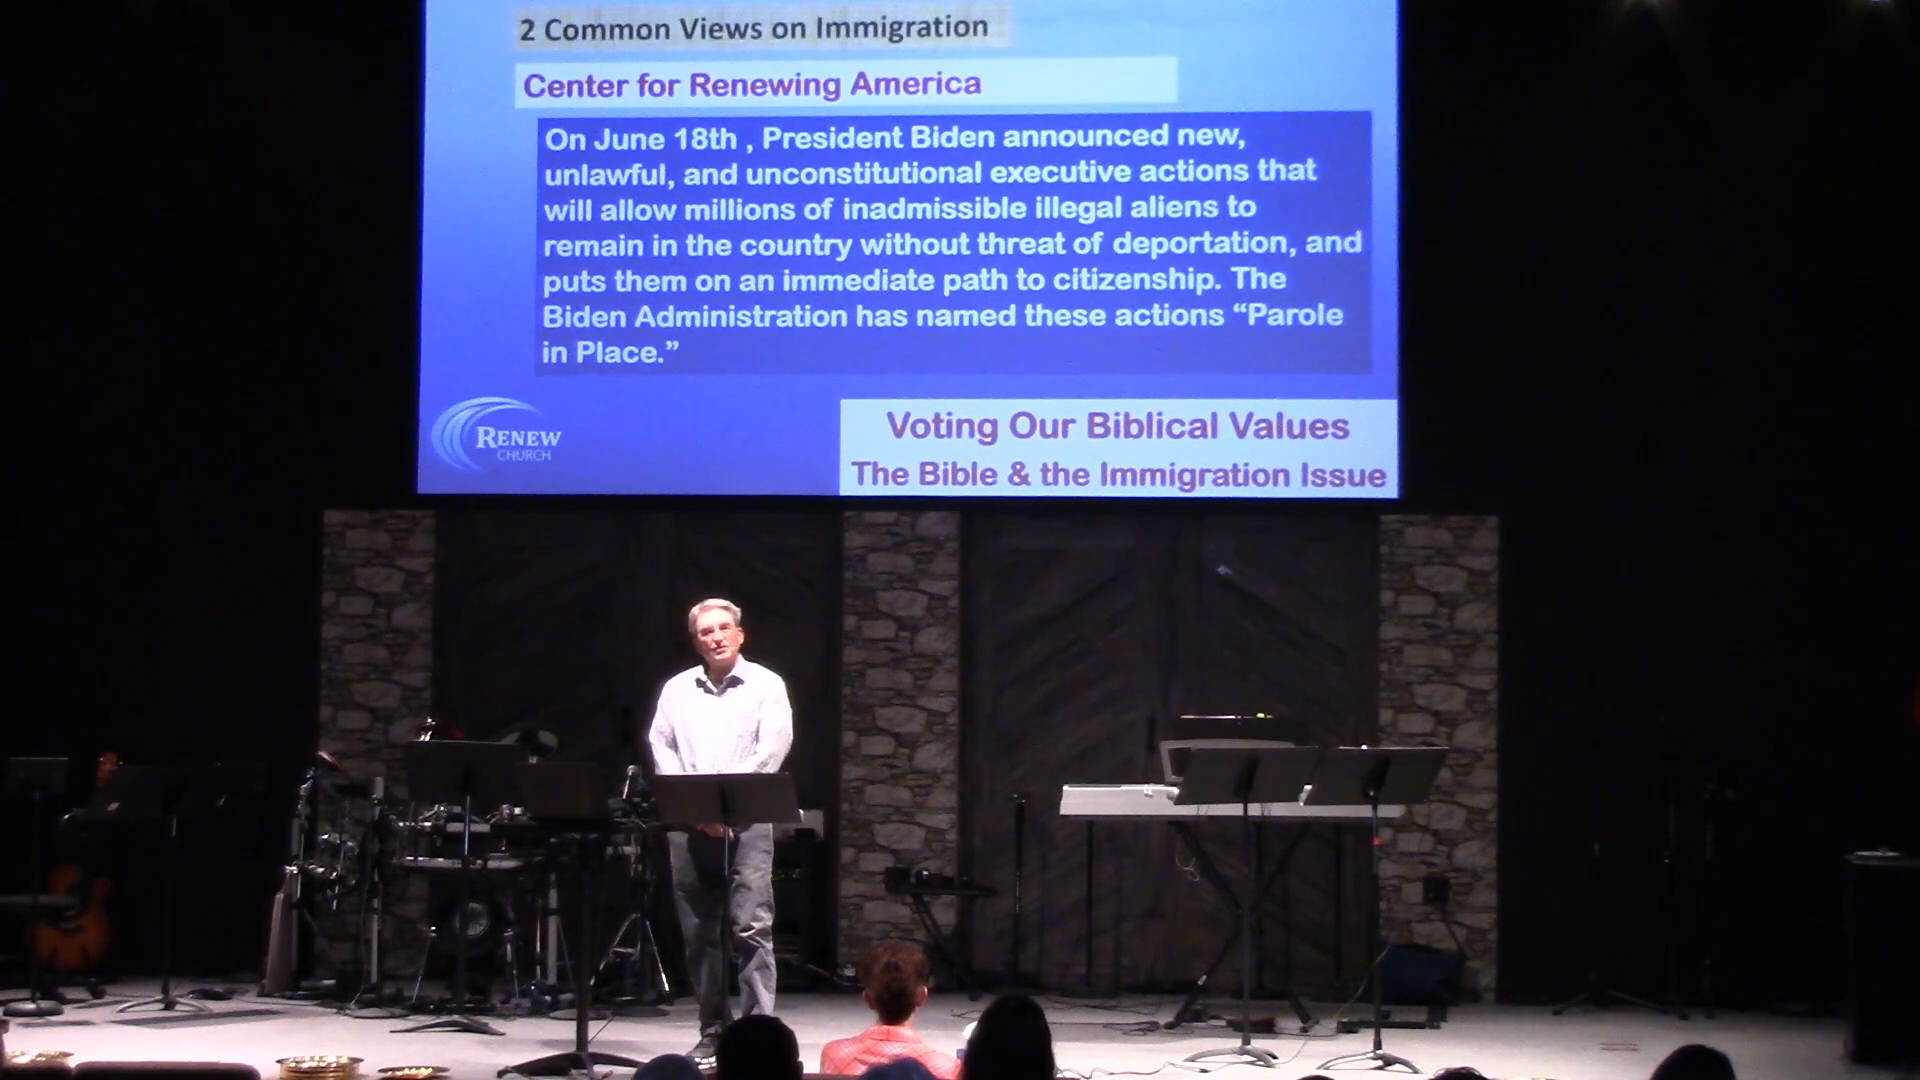 2 Common Views on Immigration
Center for Renewing America
On June 18th , President Biden announced new,
unlawful, and unconstitutional executive actions that
will allow millions of inadmissible illegal aliens to
remain in the country without threat of deportation, and
puts them on an immediate path to citizenship. The
Biden Administration has named these actions “Parole
in Place.”
RENEW
CHURCH
Voting Our Biblical Values
The Bible & the Immigration Issue